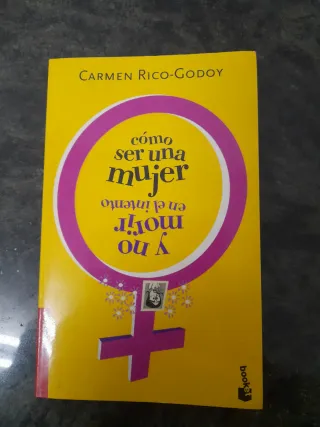 CARMEN RICO-GODOY
cómo
ser una
mujer
y no
morir
en el intento
booket